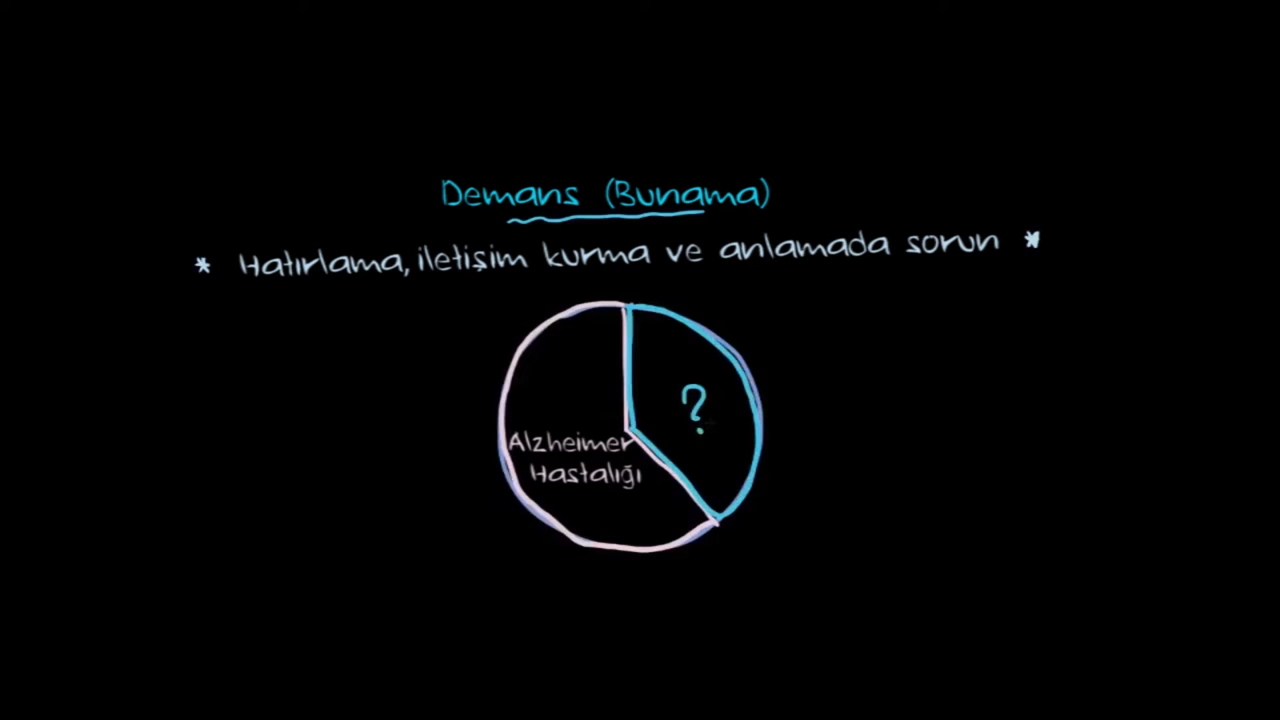 Demans (Bunama)
* Hatırlama, iletişim kurma ve anlamada sorun *
?
Alzheimer
Hastalığı